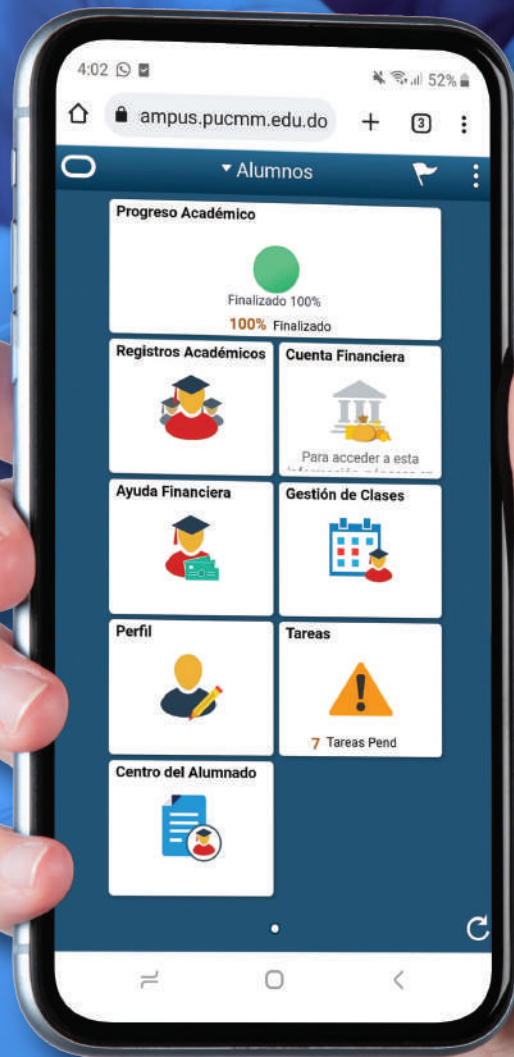 4:02
52%
ampus.pucmm.edu.do
3
Alumnos
Progreso Académico
Finalizado 100%
100% Finalizado
Registros Académicos
Cuenta Financiera
Para acceder a esta
Ayuda Financiera
Gestión de Clases
Perfil
Tareas
7 Tareas Pend
Centro del Alumnado